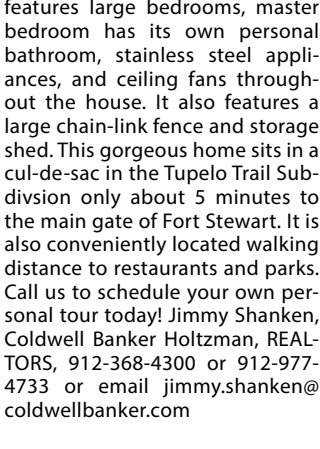 features large bedrooms, master
bedroom has its own personal
bathroom, stainless steel appli-
ances, and ceiling fans through-
out the house. It also features a
large chain-link fence and storage
shed. This gorgeous home sits in a
cul-de-sac in the Tupelo Trail Sub-
divsion only about 5 minutes to
the main gate of Fort Stewart. It is
also conveniently located walking
distance to restaurants and parks.
Call us to schedule your own per-
sonal tour today! Jimmy Shanken,
Coldwell Banker Holtzman, REAL-
TORS, 912-368-4300 or 912-977-
4733 or email jimmy.shanken@
coldwellbanker.com